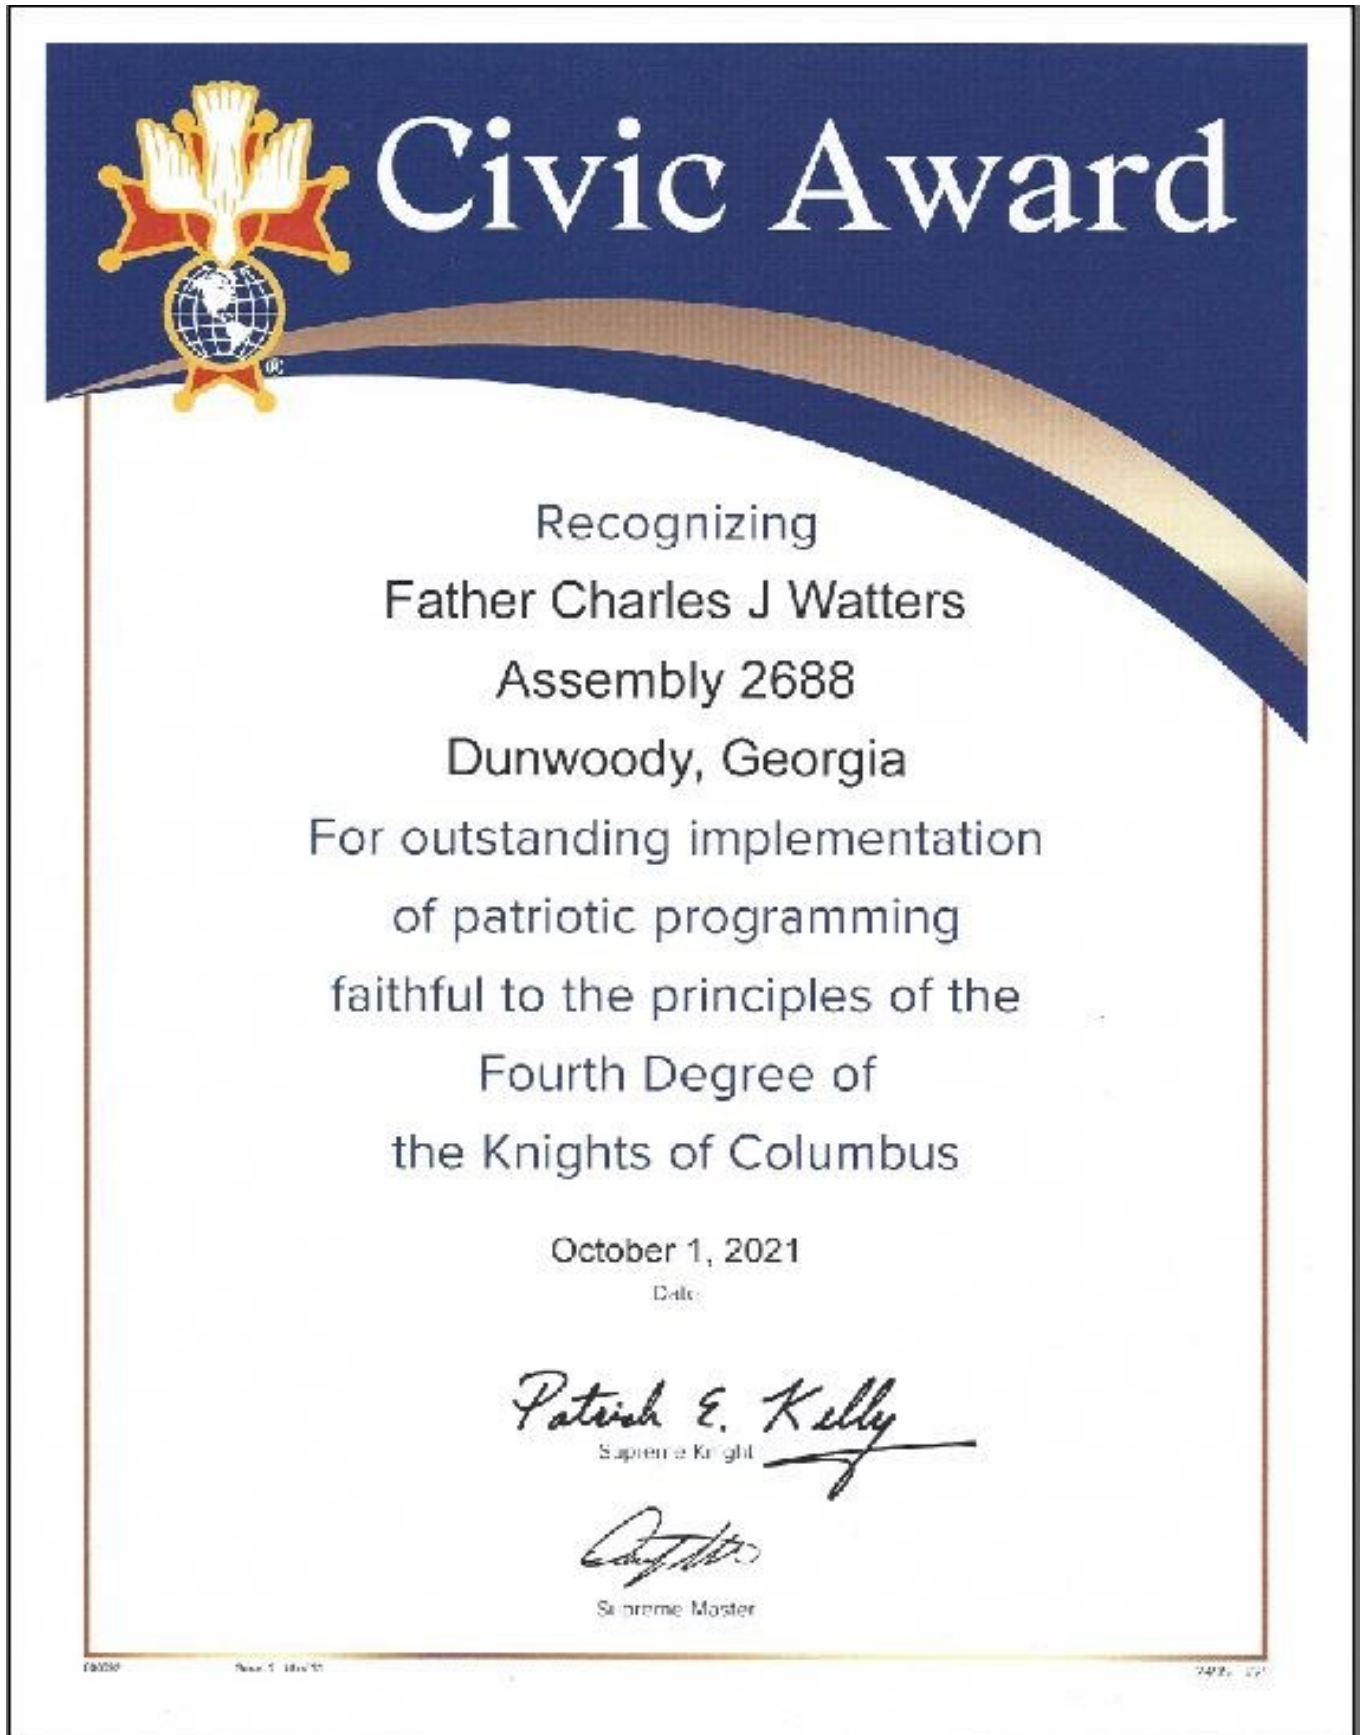 Civic Award
®
Recognizing
Father Charles J Watters
Assembly 2688
Dunwoody, Georgia
For outstanding implementation
of patriotic programming
faithful to the principles of the
Fourth Degree of
the Knights of Columbus
October 1, 2021
Date
Patrick E. Kelly
Supreme Knight
Supreme Master